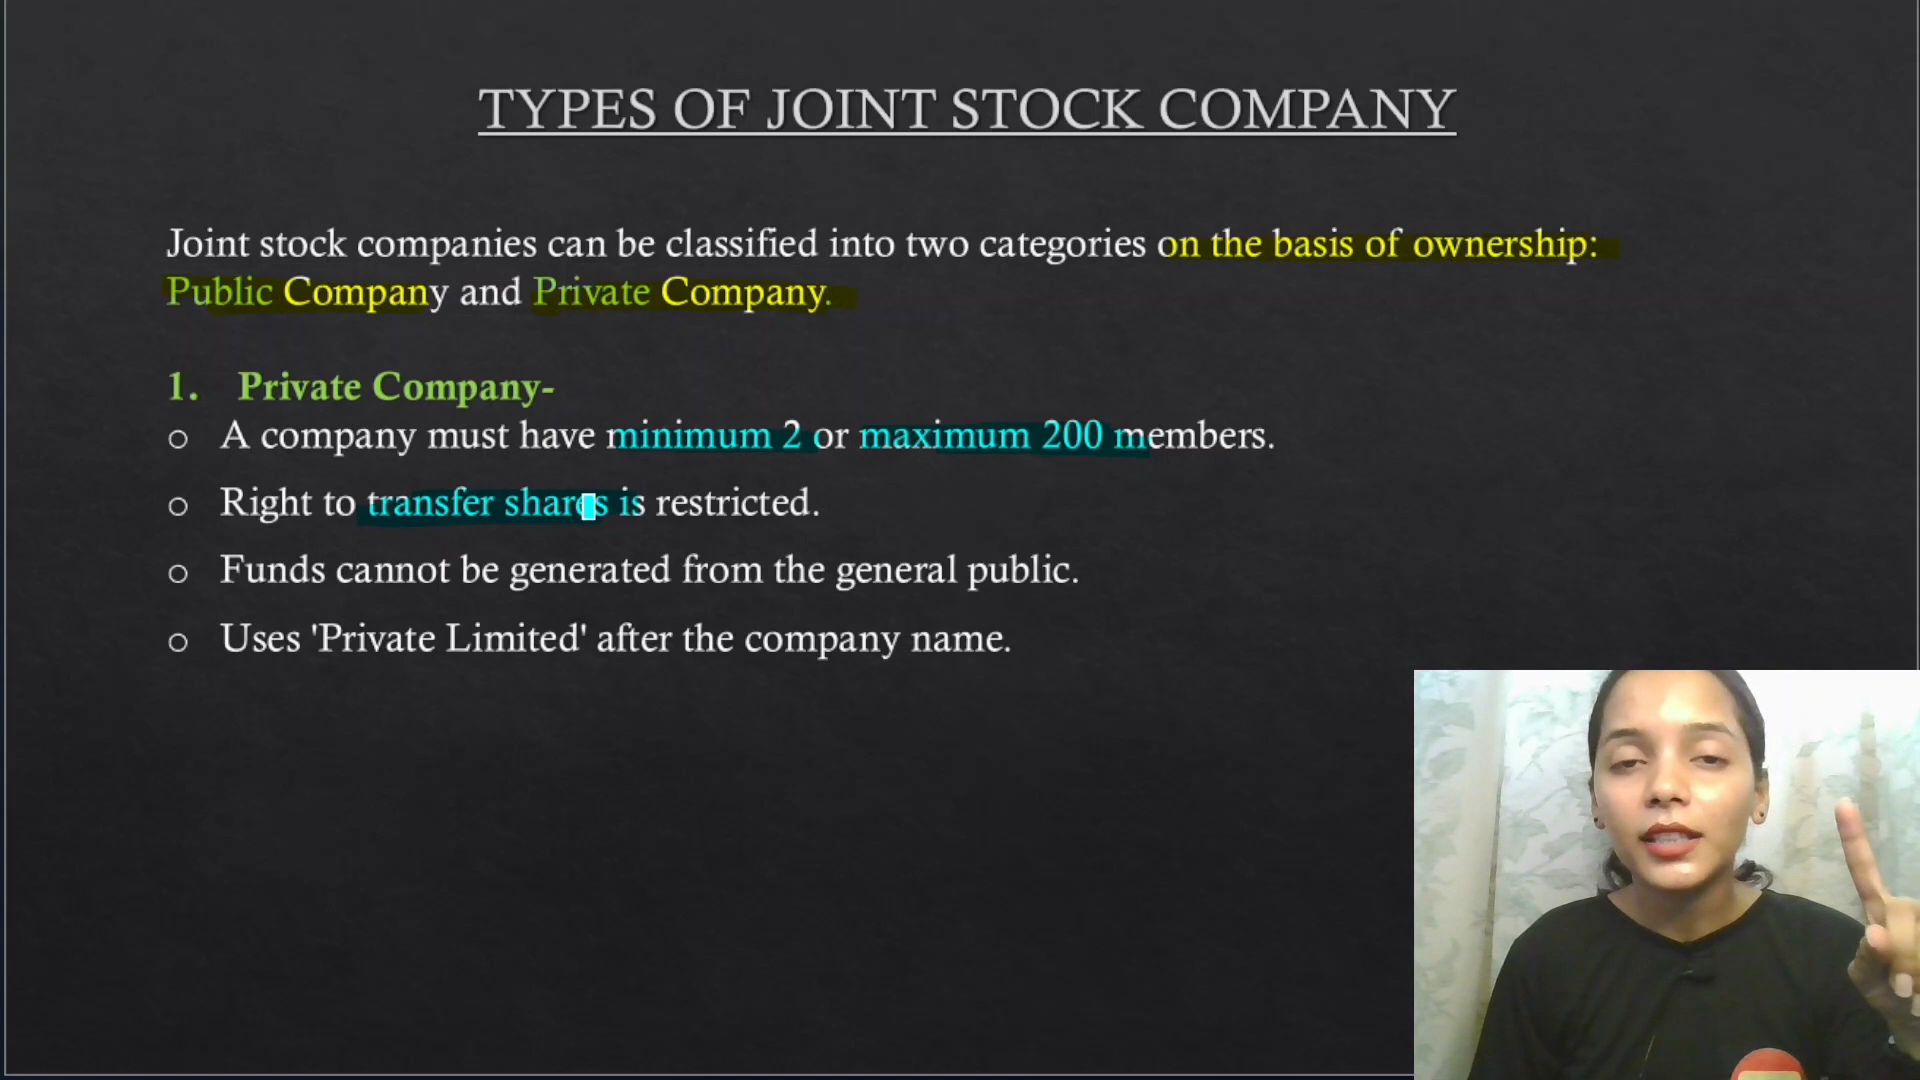 TYPES OF JOINT STOCK COMPANY
Joint stock companies can be classified into two categories on the basis of ownership:
Public Company and Private Company.
1. Private Company-
o A company must have minimum 2 or maximum 200 members.
o Right to transfer shares is restricted.
o Funds cannot be generated from the general public.
o Uses 'Private Limited' after the company name.